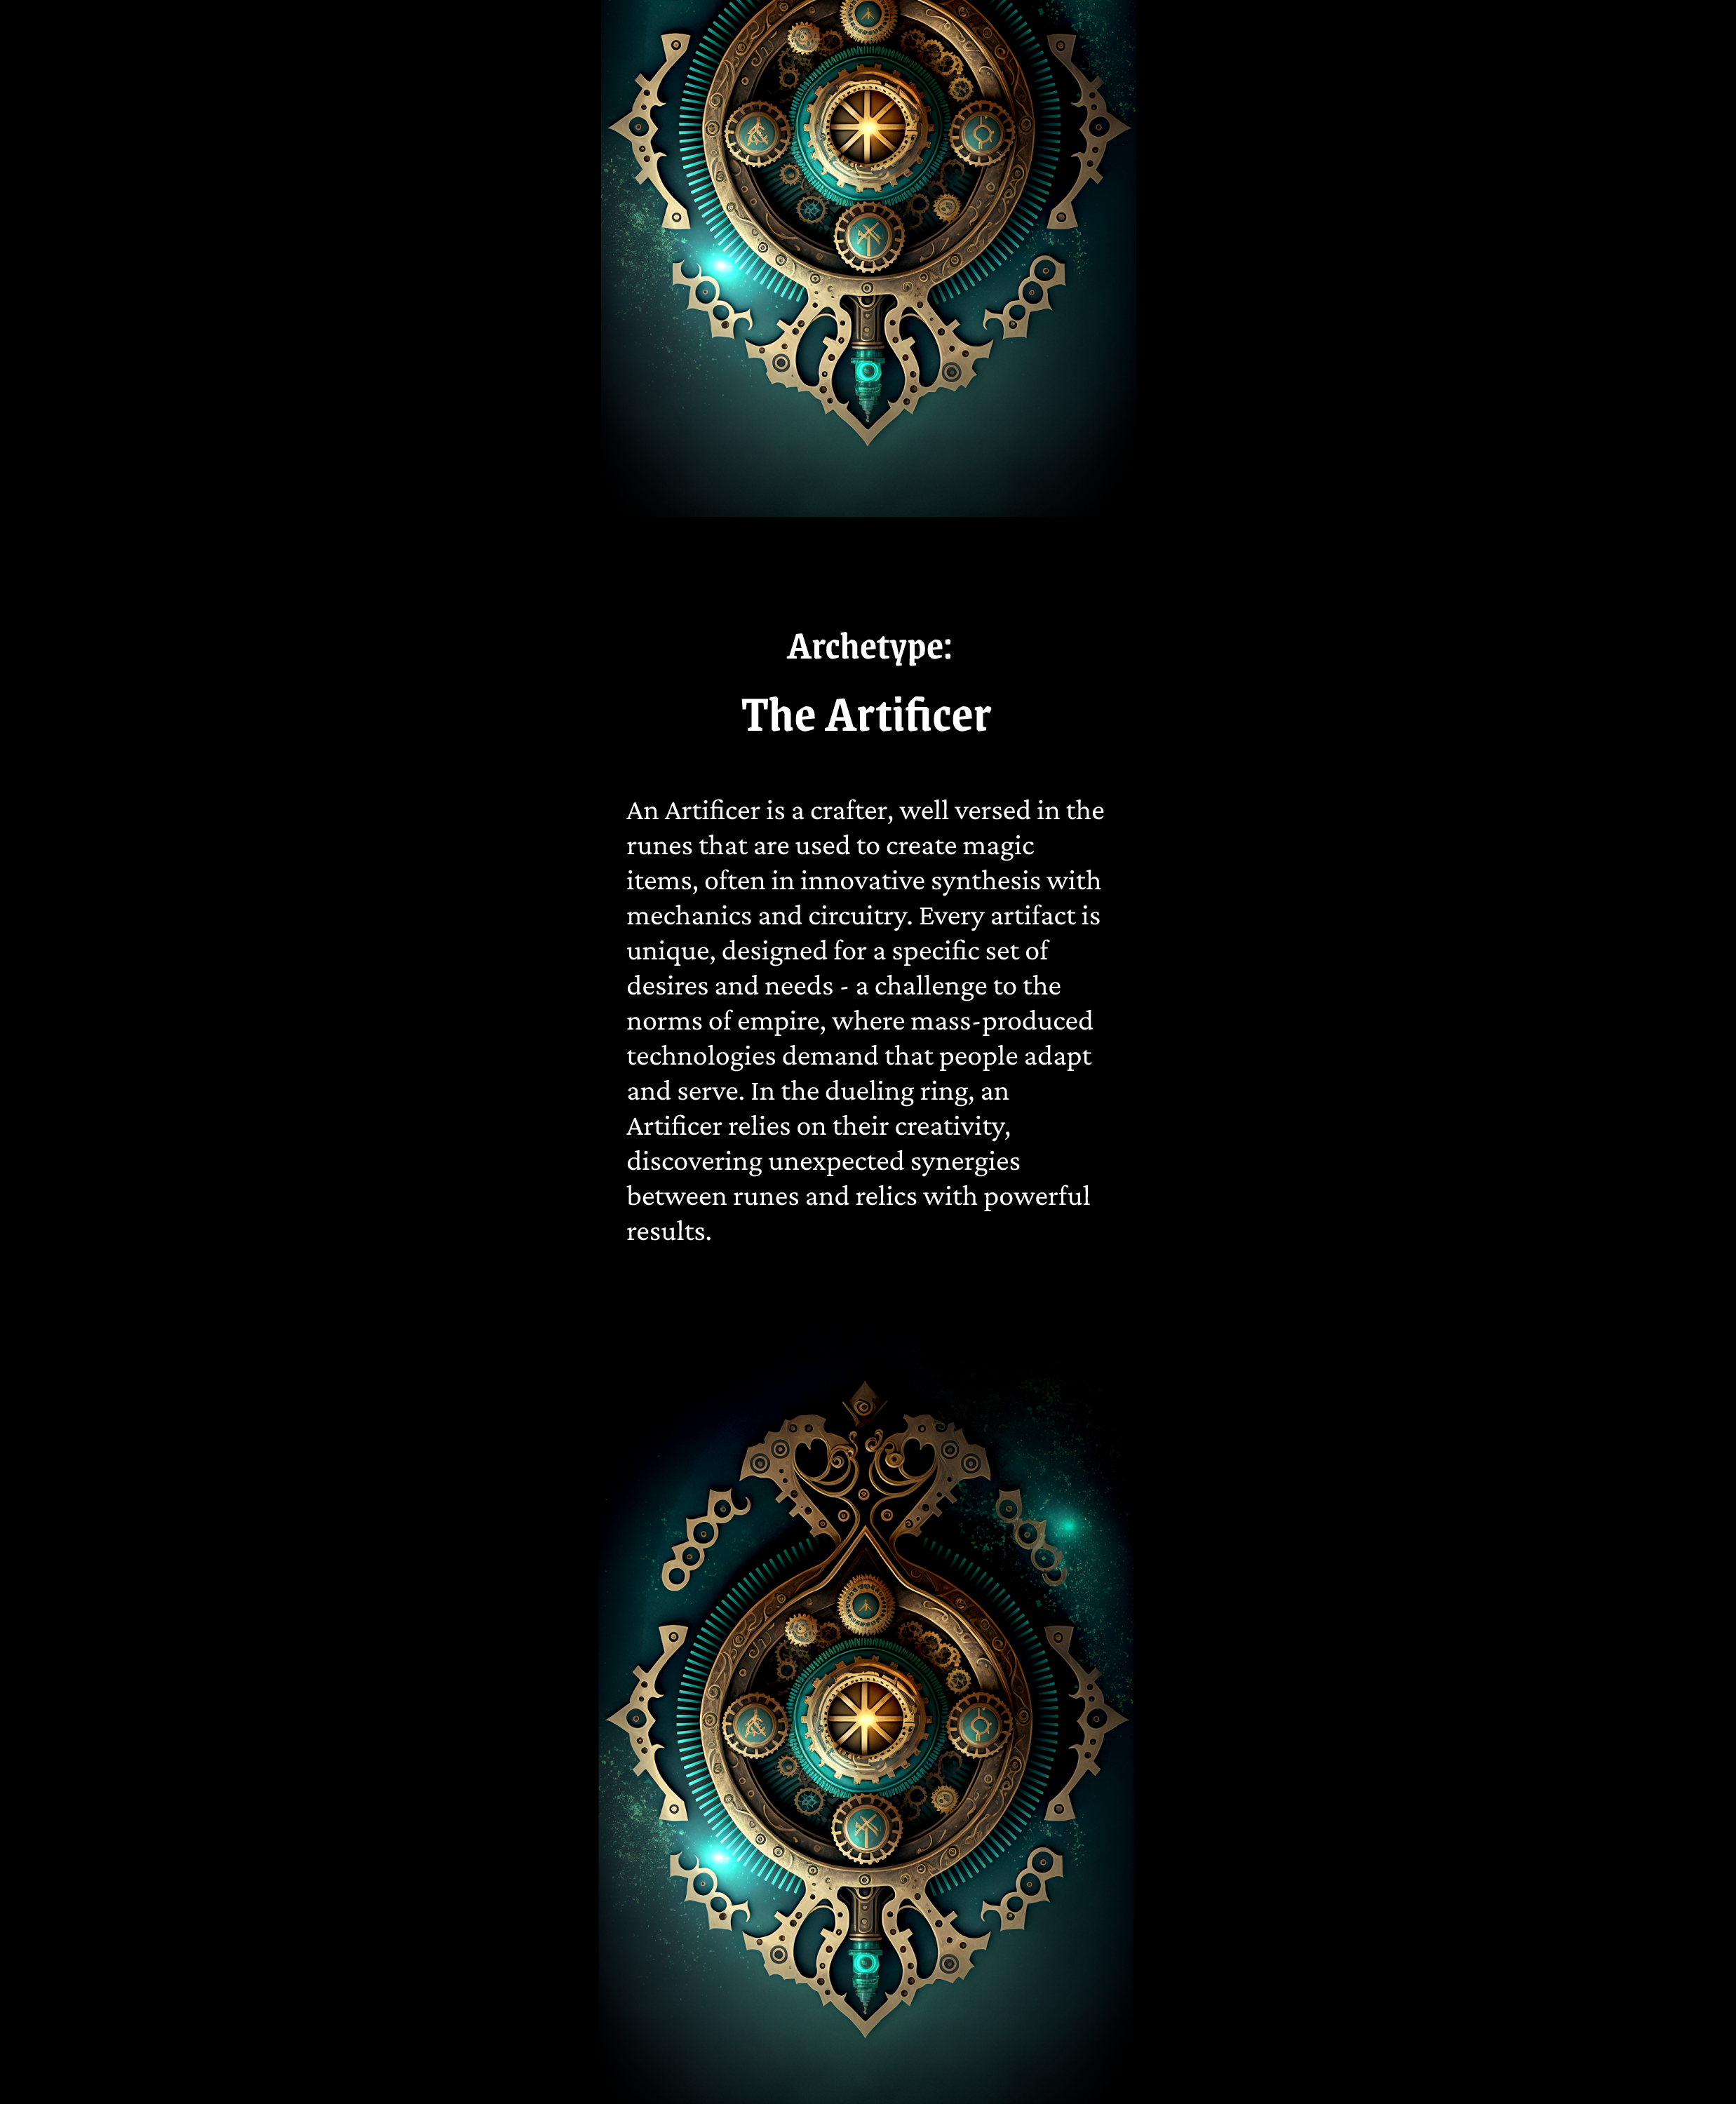 Archetype:
The Artificer
An Artificer is a crafter, well versed in the
runes that are used to create magic
items, often in innovative synthesis with
mechanics and circuitry. Every artifact is
unique, designed for a specific set of
desires and needs - a challenge to the
norms of empire, where mass-produced
technologies demand that people adapt
and serve. In the dueling ring, an
Artificer relies on their creativity,
discovering unexpected synergies
between runes and relics with powerful
results.